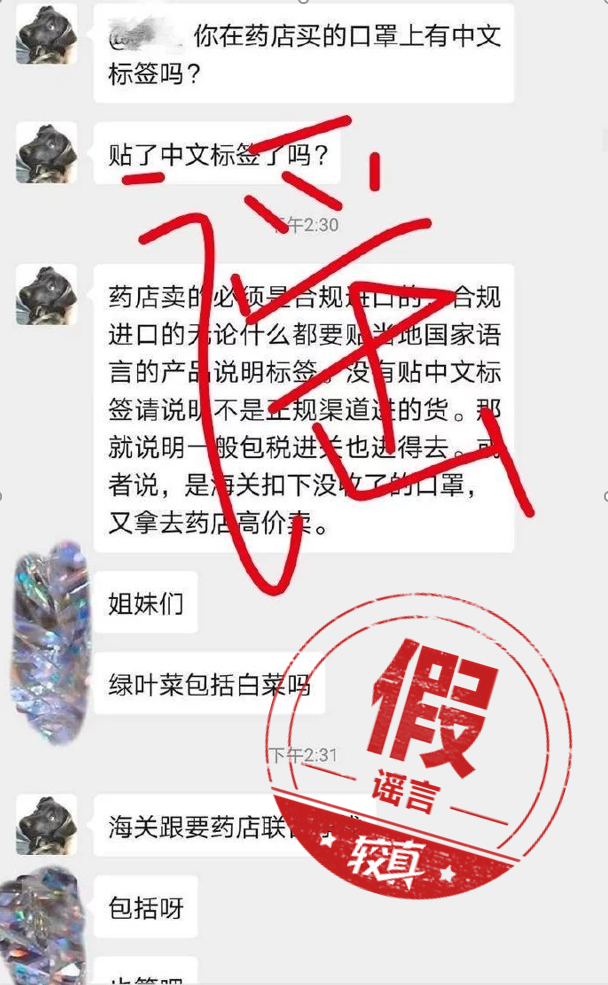 你在药店买的口罩上有中文
标签吗？
贴了中文标签了吗？
下午2:30
药店卖的必须是合规进口的，合规
进口的无论什么都要贴当地国家语
言的产品说明标签。没有贴中文标
签请说明不是正规渠道进的货。那
就说明一般包税进关也进得去。或
者说，是海关扣下没收了的口罩，
又拿去药店高价卖。
谣
姐妹们
绿叶菜包括白菜吗
下午2:31
海关跟要药店联
假
谣言
较真
包括呀